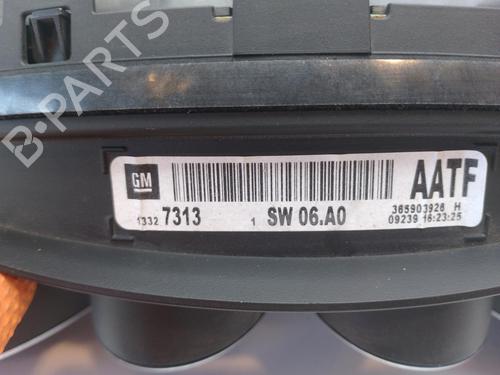 B-PARTS
GM
AATF
1332 7313 1 SW 06.A0
365903926 H
09239 16:23:25